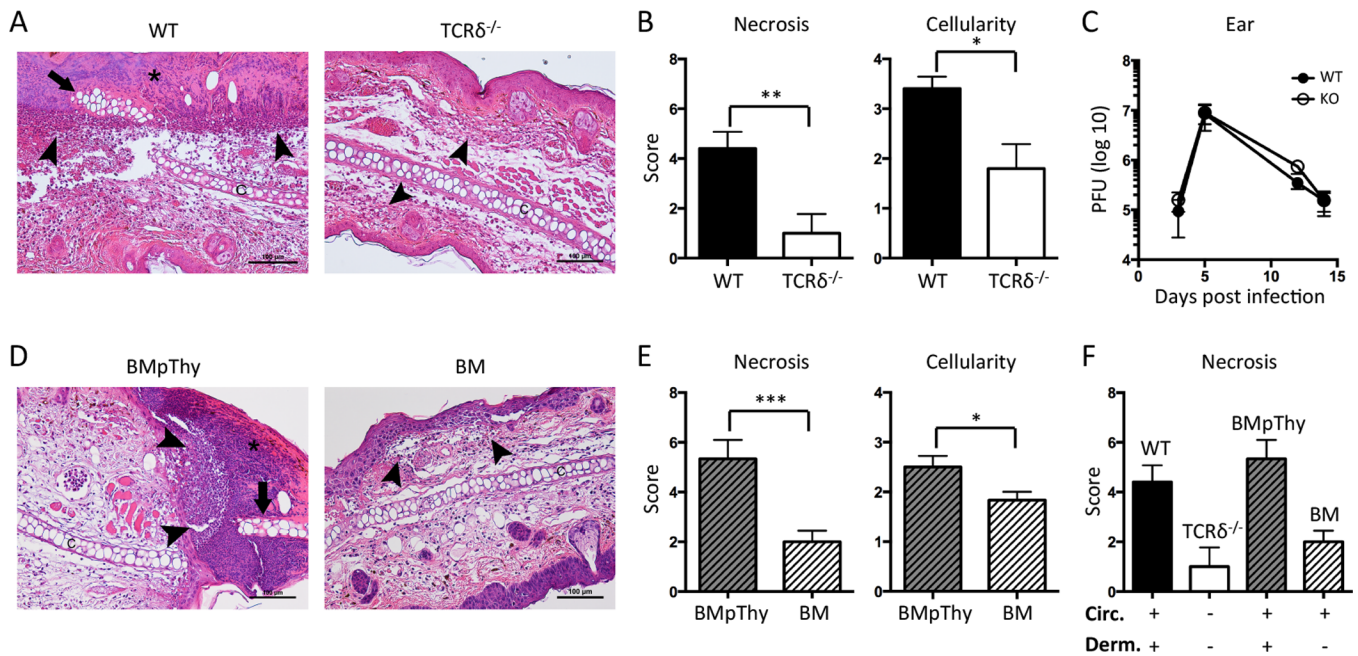 A
WT
TCRδ-/-
*
C
100 µm
C
100 µm
B
Necrosis
Score
8
6
4
2
0
**
WT
TCRδ-/-
Cellularity
4
3
2
1
0
*
WT
TCRδ-/-
C
Ear
PFU (log 10)
8
7
6
5
4
WT
KO
0
5
10
15
Days post infection
D
BMpThy
BM
*
C
100 µm
C
100 µm
E
Necrosis
Score
8
6
4
2
0
***
BMpThy
BM
Cellularity
4
3
2
1
0
*
BMpThy
BM
F
Necrosis
Score
8
6
4
2
0
WT
TCRδ-/-
BMpThy
BM
Circ. + - + +
Derm. + - + -